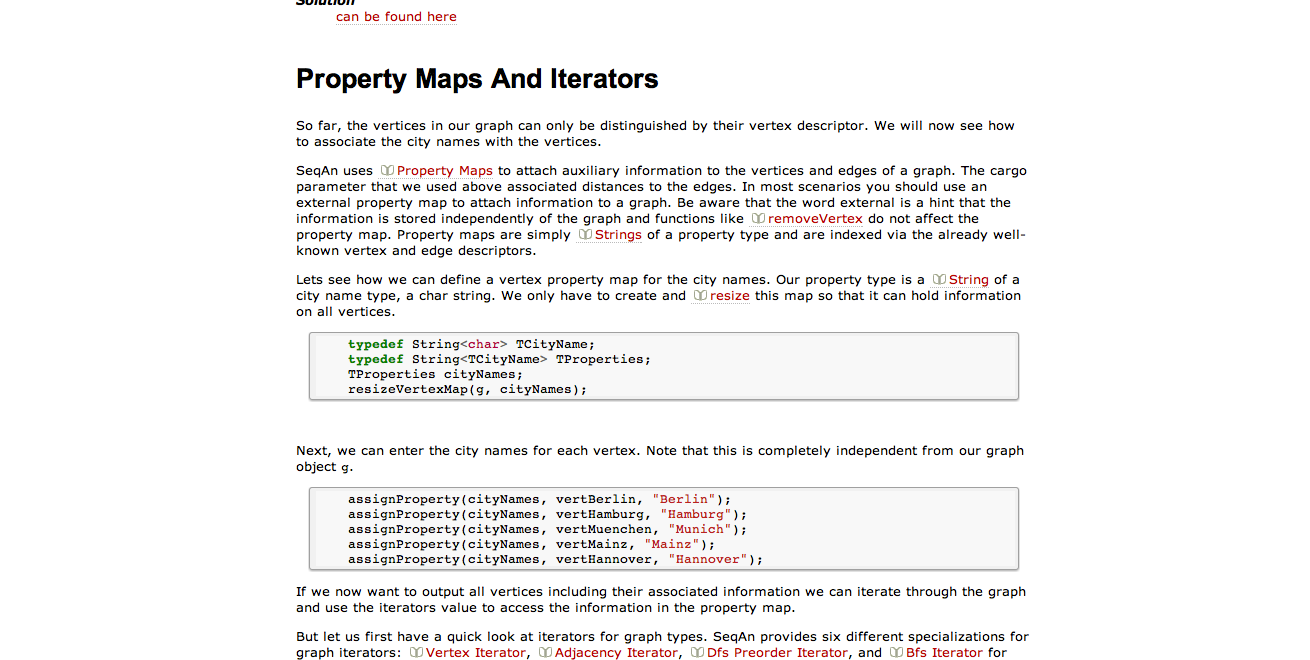 Solution
can be found here
Property Maps And Iterators
So far, the vertices in our graph can only be distinguished by their vertex descriptor. We will now see how
to associate the city names with the vertices.
SeqAn uses Property Maps to attach auxiliary information to the vertices and edges of a graph. The cargo
parameter that we used above associated distances to the edges. In most scenarios you should use an
external property map to attach information to a graph. Be aware that the word external is a hint that the
information is stored independently of the graph and functions like removeVertex do not affect the
property map. Property maps are simply Strings of a property type and are indexed via the already well-
known vertex and edge descriptors.
Lets see how we can define a vertex property map for the city names. Our property type is a String of a
city name type, a char string. We only have to create and resize this map so that it can hold information
on all vertices.
typedef String<char> TCityName;
typedef String<TCityName> TProperties;
TProperties cityNames;
resizeVertexMap(g, cityNames);
Next, we can enter the city names for each vertex. Note that this is completely independent from our graph
object g.
assignProperty(cityNames, vertBerlin, "Berlin");
assignProperty(cityNames, vertHamburg, "Hamburg");
assignProperty(cityNames, vertMuenchen, "Munich");
assignProperty(cityNames, vertMainz, "Mainz");
assignProperty(cityNames, vertHannover, "Hannover");
If we now want to output all vertices including their associated information we can iterate through the graph
and use the iterators value to access the information in the property map.
But let us first have a quick look at iterators for graph types. SeqAn provides six different specializations for
graph iterators: Vertex Iterator, Adjacency Iterator, Dfs Preorder Iterator, and Bfs Iterator for